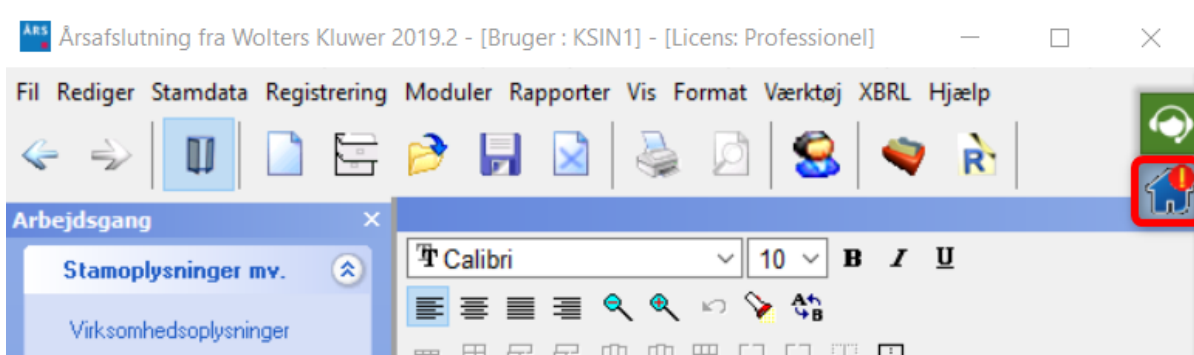 ÅRS Årsafslutning fra Wolters Kluwer 2019.2 - [Bruger : KSIN1] - [Licens: Professionel]
Fil Rediger Stamdata Registrering Moduler Rapporter Vis Format Værktøj XBRL Hjælp
R
Arbejdsgang
Stamoplysninger mv.
Calibri 10 B I U
A B
Virksomhedsoplysninger